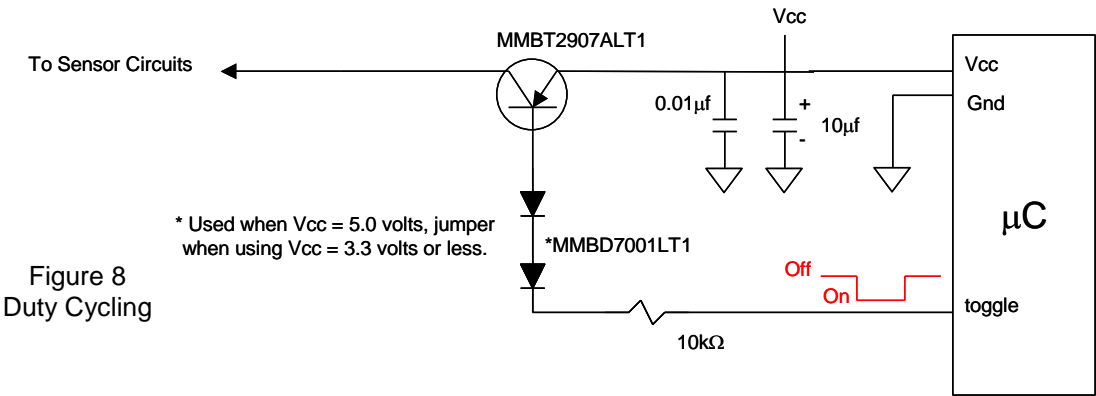 Vcc
MMBT2907ALT1
To Sensor Circuits
Vcc
Gnd
0.01µf
+
10µf
-
µC
* Used when Vcc = 5.0 volts, jumper
when using Vcc = 3.3 volts or less.
*MMBD7001LT1
Figure 8
Duty Cycling
Off
On
toggle
10kΩ